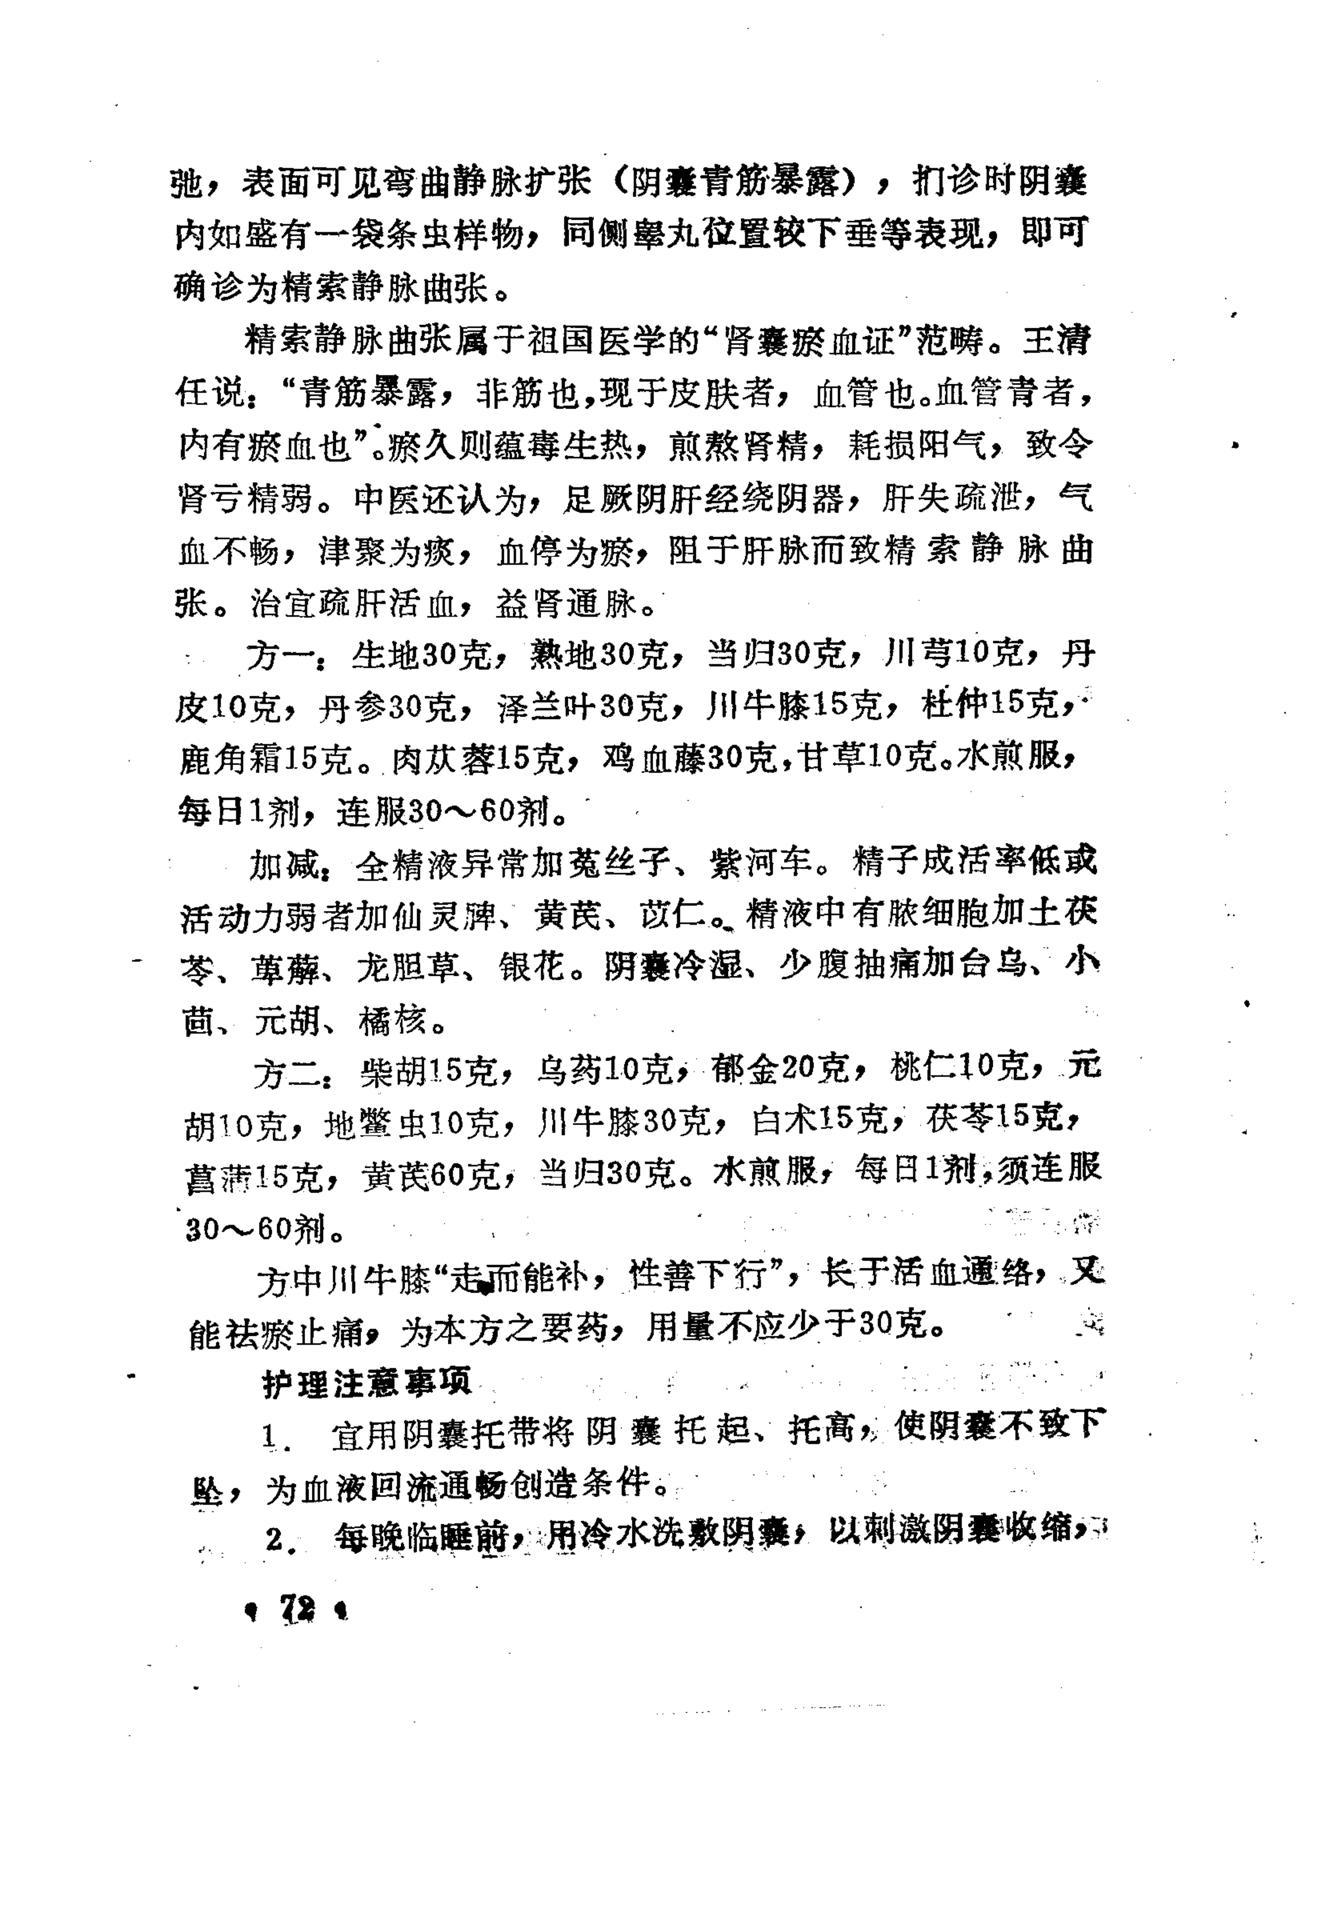 弛，表面可见弯曲静脉扩张（阴囊青筋暴露），扪诊时阴囊
内如盛有一袋条虫样物，同侧睾丸位置较下垂等表现，即可
确诊为精索静脉曲张。
精索静脉曲张属于祖国医学的“肾囊瘀血证”范畴。王清
任说：“青筋暴露，非筋也，现于皮肤者，血管也。血管青者，
内有瘀血也”。瘀久则蕴毒生热，煎熬肾精，耗损阳气，致令
肾亏精弱。中医还认为，足厥阴肝经绕阴器，肝失疏泄，气
血不畅，津聚为痰，血停为瘀，阻于肝脉而致精索静脉曲
张。治宜疏肝活血，益肾通脉。
方一：生地30克，熟地30克，当归30克，川芎10克，丹
皮10克，丹参30克，泽兰叶30克，川牛膝15克，杜仲15克，
鹿角霜15克。肉苁蓉15克，鸡血藤30克，甘草10克。水煎服，
每日1剂，连服30～60剂。
加减：全精液异常加菟丝子、紫河车。精子成活率低或
活动力弱者加仙灵脾、黄芪、苡仁。精液中有脓细胞加土茯
苓、萆薢、龙胆草、银花。阴囊冷湿、少腹抽痛加台乌、小
茴、元胡、橘核。
方二：柴胡15克，乌药10克，郁金20克，桃仁10克，元
胡10克，地鳖虫10克，川牛膝30克，白术15克，茯苓15克，
菖蒲15克，黄芪60克，当归30克。水煎服，每日1剂，须连服
30～60剂。
方中川牛膝“走而能补，性善下行”，长于活血通络，又
能祛瘀止痛，为本方之要药，用量不应少于30克。
护理注意事项
1．宜用阴囊托带将阴囊托起、托高，使阴囊不致下
坠，为血液回流通畅创造条件。
2．每晚临睡前，用冷水洗敷阴囊，以刺激阴囊收缩，
• 72 •